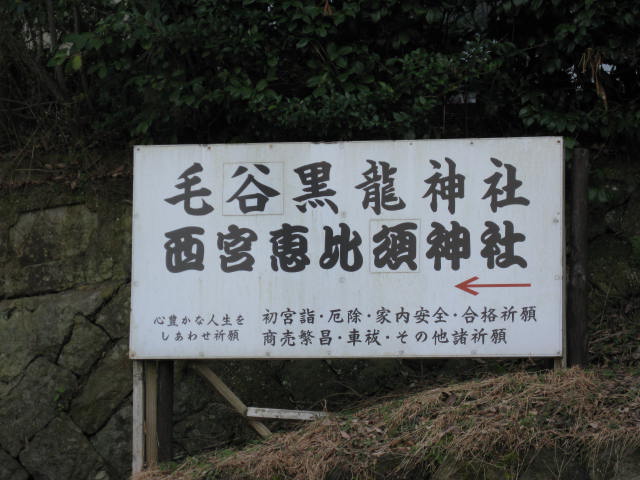 毛谷黒龍神社
西宮恵比須神社
心豊かな人生を
しあわせ祈願
初宮詣・厄除・家内安全・合格祈願
商売繁昌・車祓・その他諸祈願